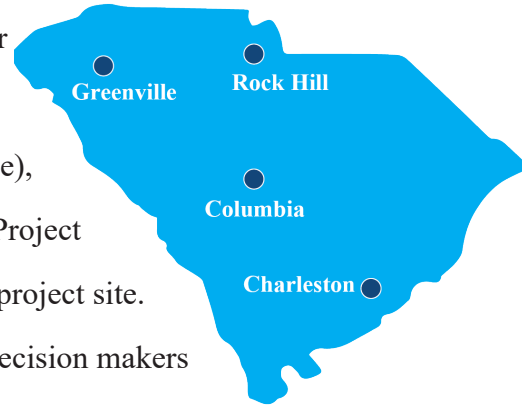 r
Rock Hill
Greenville
e),
Columbia
Project
Charleston
project site.
ecision makers